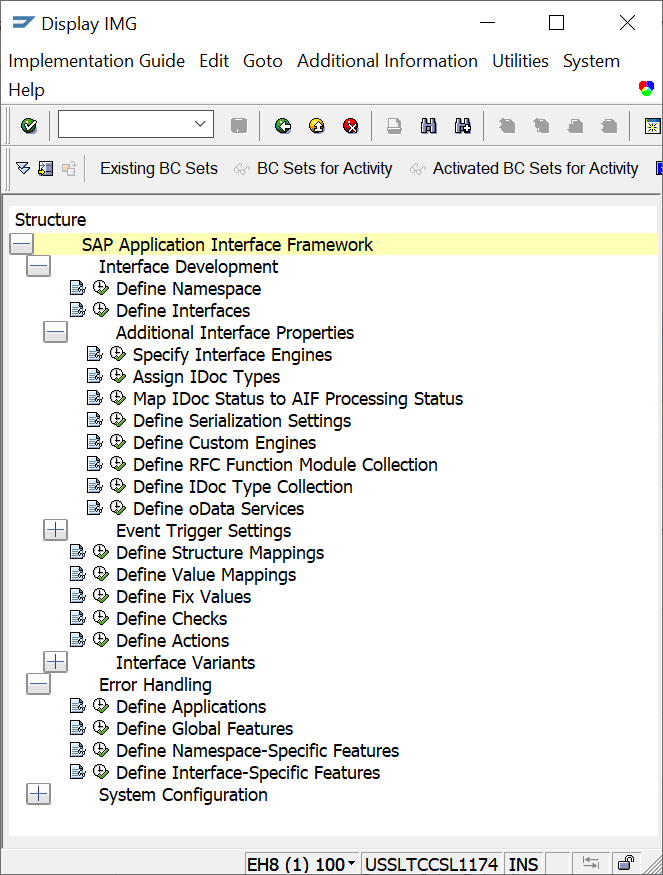 Display IMG
Implementation Guide Edit Goto Additional Information Utilities System
Help
Existing BC Sets BC Sets for Activity Activated BC Sets for Activity
Structure
SAP Application Interface Framework
Interface Development
Define Namespace
Define Interfaces
Additional Interface Properties
Specify Interface Engines
Assign IDoc Types
Map IDoc Status to AIF Processing Status
Define Serialization Settings
Define Custom Engines
Define RFC Function Module Collection
Define IDoc Type Collection
Define oData Services
Event Trigger Settings
Define Structure Mappings
Define Value Mappings
Define Fix Values
Define Checks
Define Actions
Interface Variants
Error Handling
Define Applications
Define Global Features
Define Namespace-Specific Features
Define Interface-Specific Features
System Configuration
EH8 (1) 100 USSLTCCSL1174 INS